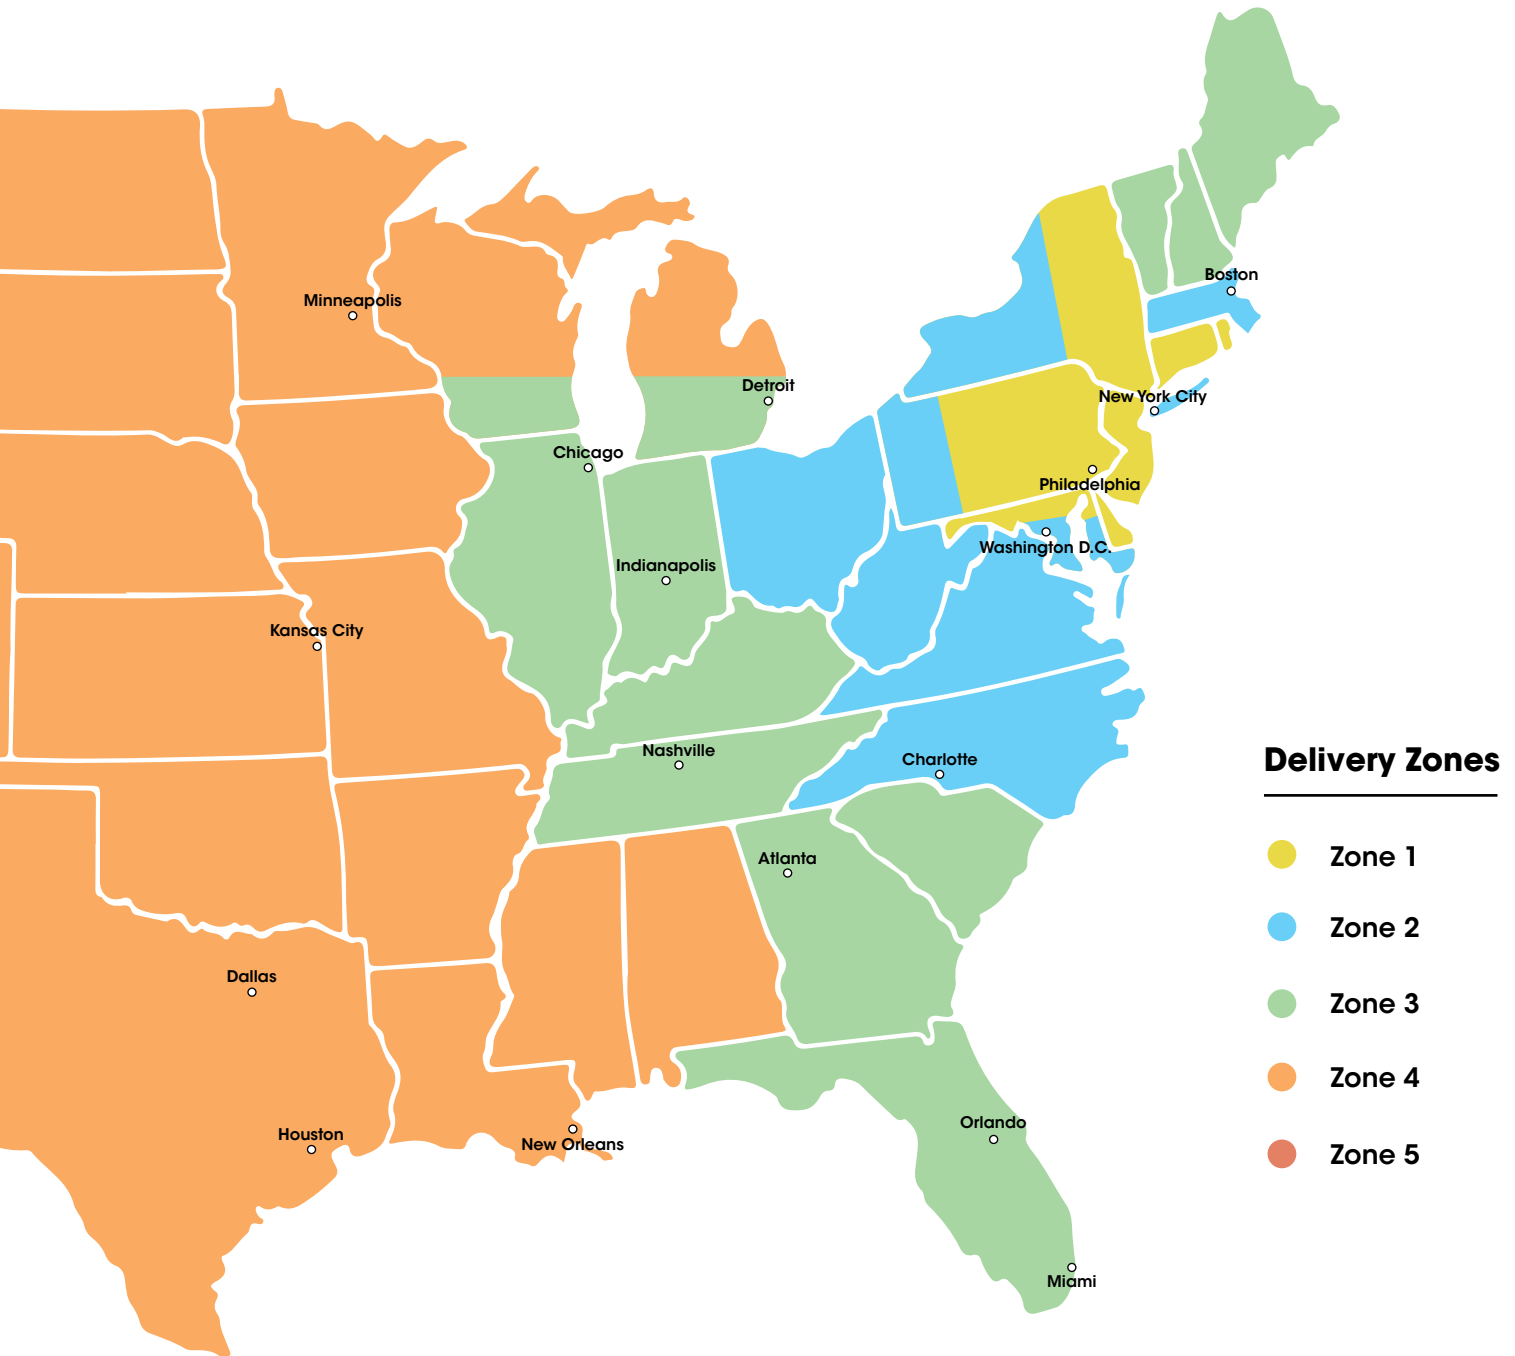 Boston
Minneapolis
Detroit
New York City
Chicago
Philadelphia
Washington D.C.
Indianapolis
Kansas City
Nashville
Charlotte
Atlanta
Dallas
Orlando
Houston
New Orleans
Miami
Delivery Zones
Zone 1
Zone 2
Zone 3
Zone 4
Zone 5